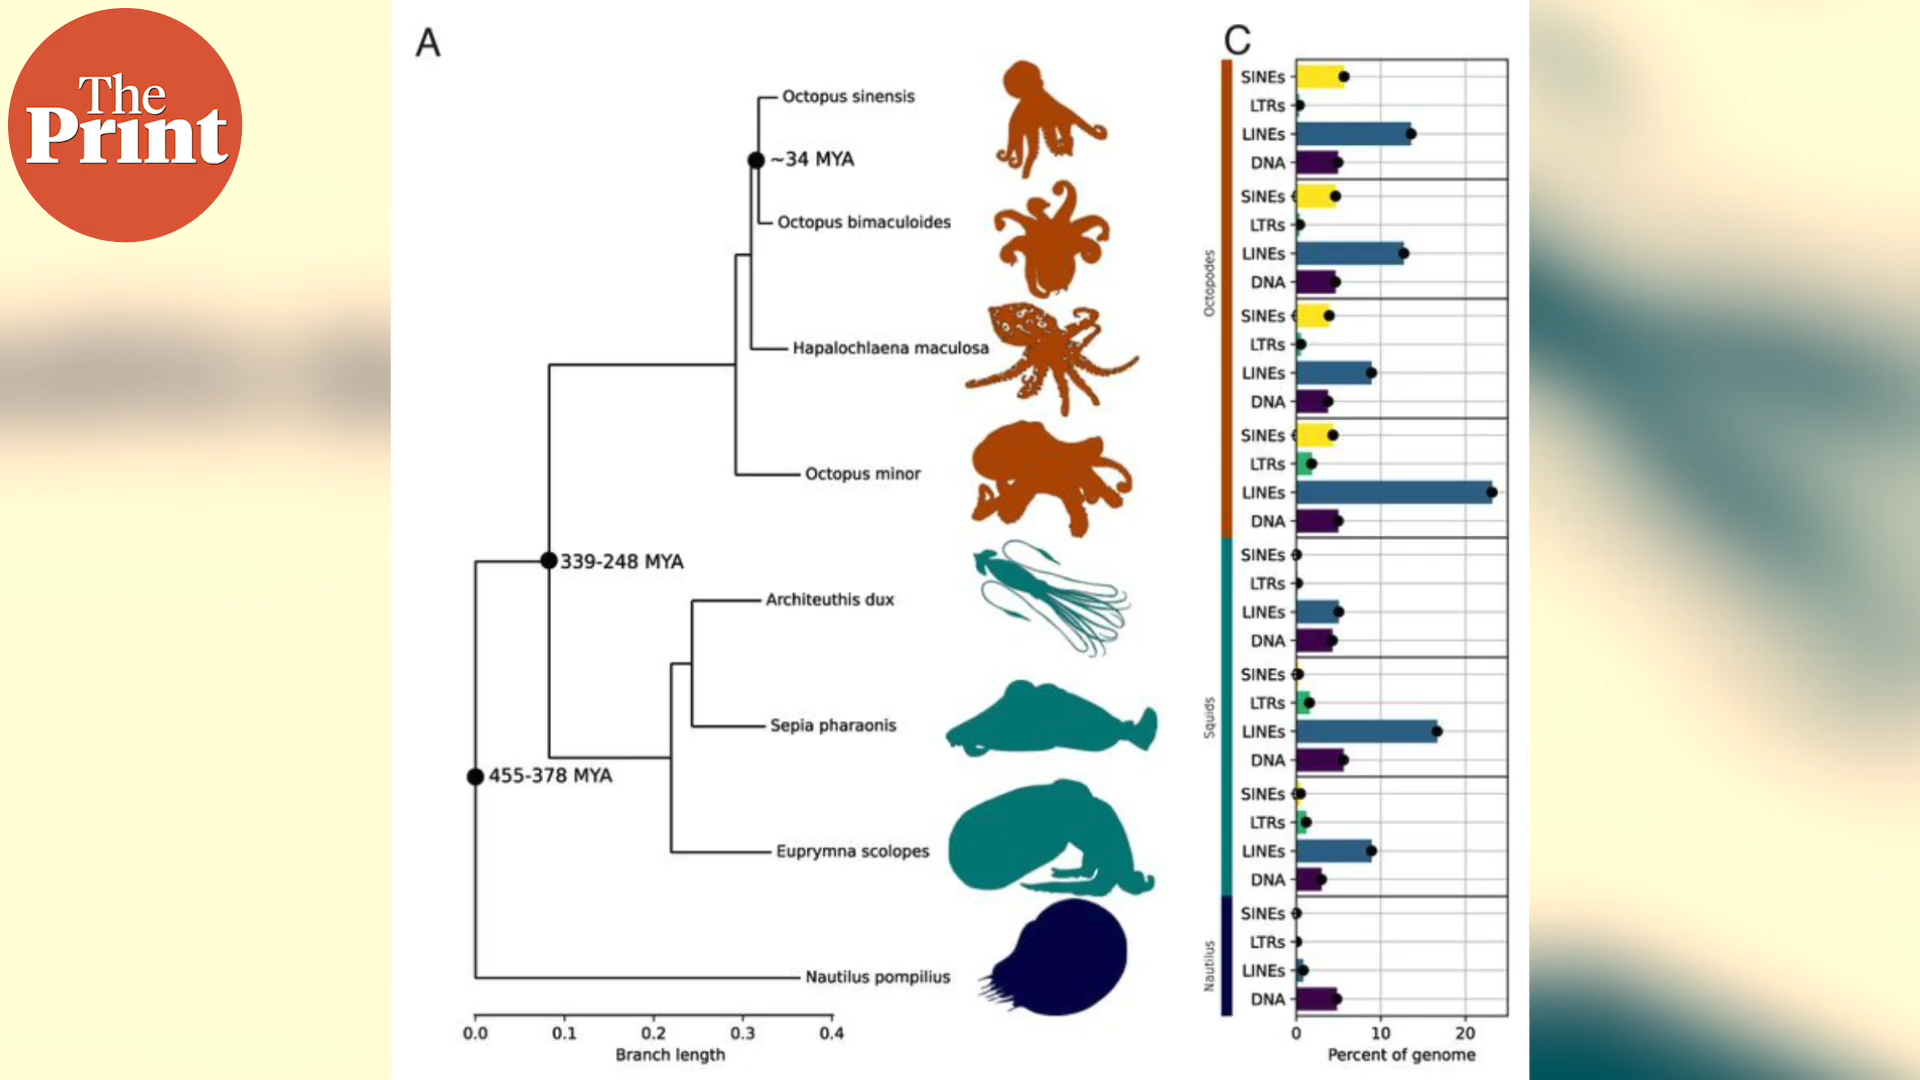 The
Print
A
Octopus sinensis
~34 MYA
Octopus bimaculoides
Hapalochlaena maculosa
Octopus minor
339-248 MYA
Architeuthis dux
Sepia pharaonis
455-378 MYA
Euprymna scolopes
Nautilus pompilius
0.0 0.1 0.2 0.3 0.4
Branch length
C
Octopodes
Squids
Nautilus
SINEs
LTRs
LINEs
DNA
SINEs
LTRs
LINEs
DNA
SINEs
LTRs
LINEs
DNA
SINEs
LTRs
LINEs
DNA
SINEs
LTRs
LINEs
DNA
SINEs
LTRs
LINEs
DNA
SINEs
LTRs
LINEs
DNA
SINEs
LTRs
LINEs
DNA
0 10 20
Percent of genome